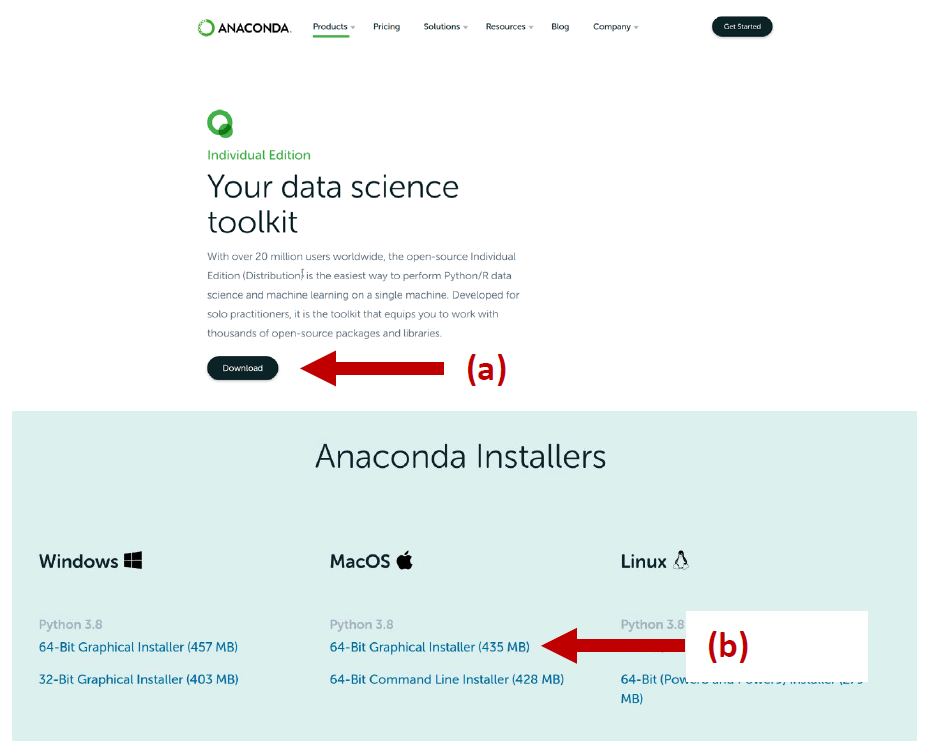 ANACONDA.
Products Pricing Solutions Resources Blog Company Get Started
Individual Edition
Your data science
toolkit
With over 20 million users worldwide, the open-source Individual
Edition (Distribution) is the easiest way to perform Python/R data
science and machine learning on a single machine. Developed for
solo practitioners, it is the toolkit that equips you to work with
thousands of open-source packages and libraries.
Download (a)
Anaconda Installers
Windows MacOS Linux
Python 3.8 Python 3.8 Python 3.8
64-Bit Graphical Installer (457 MB) 64-Bit Graphical Installer (435 MB) (b)
32-Bit Graphical Installer (403 MB) 64-Bit Command Line Installer (428 MB) 64-Bit
MB)